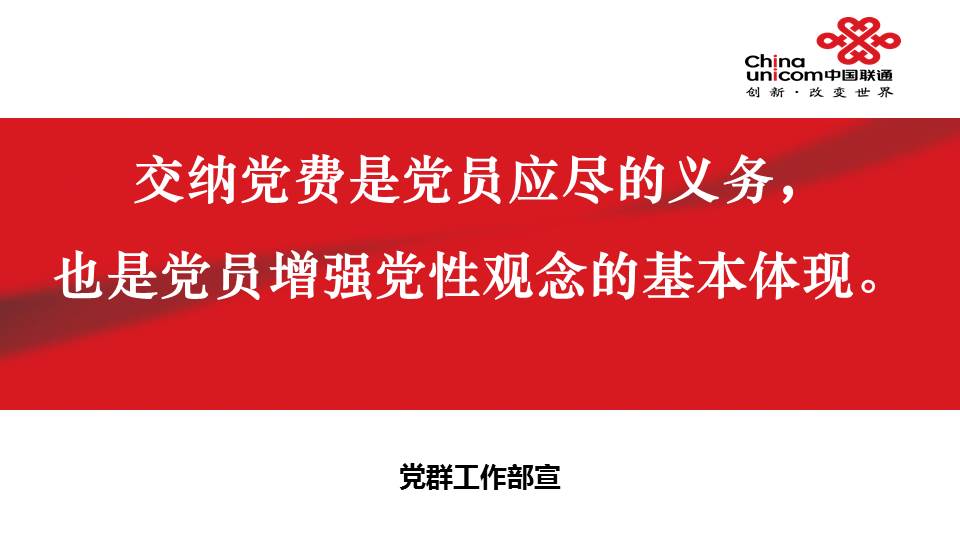 China
unicom中国联通
创新·改变世界
交纳党费是党员应尽的义务，
也是党员增强党性观念的基本体现。
党群工作部宣